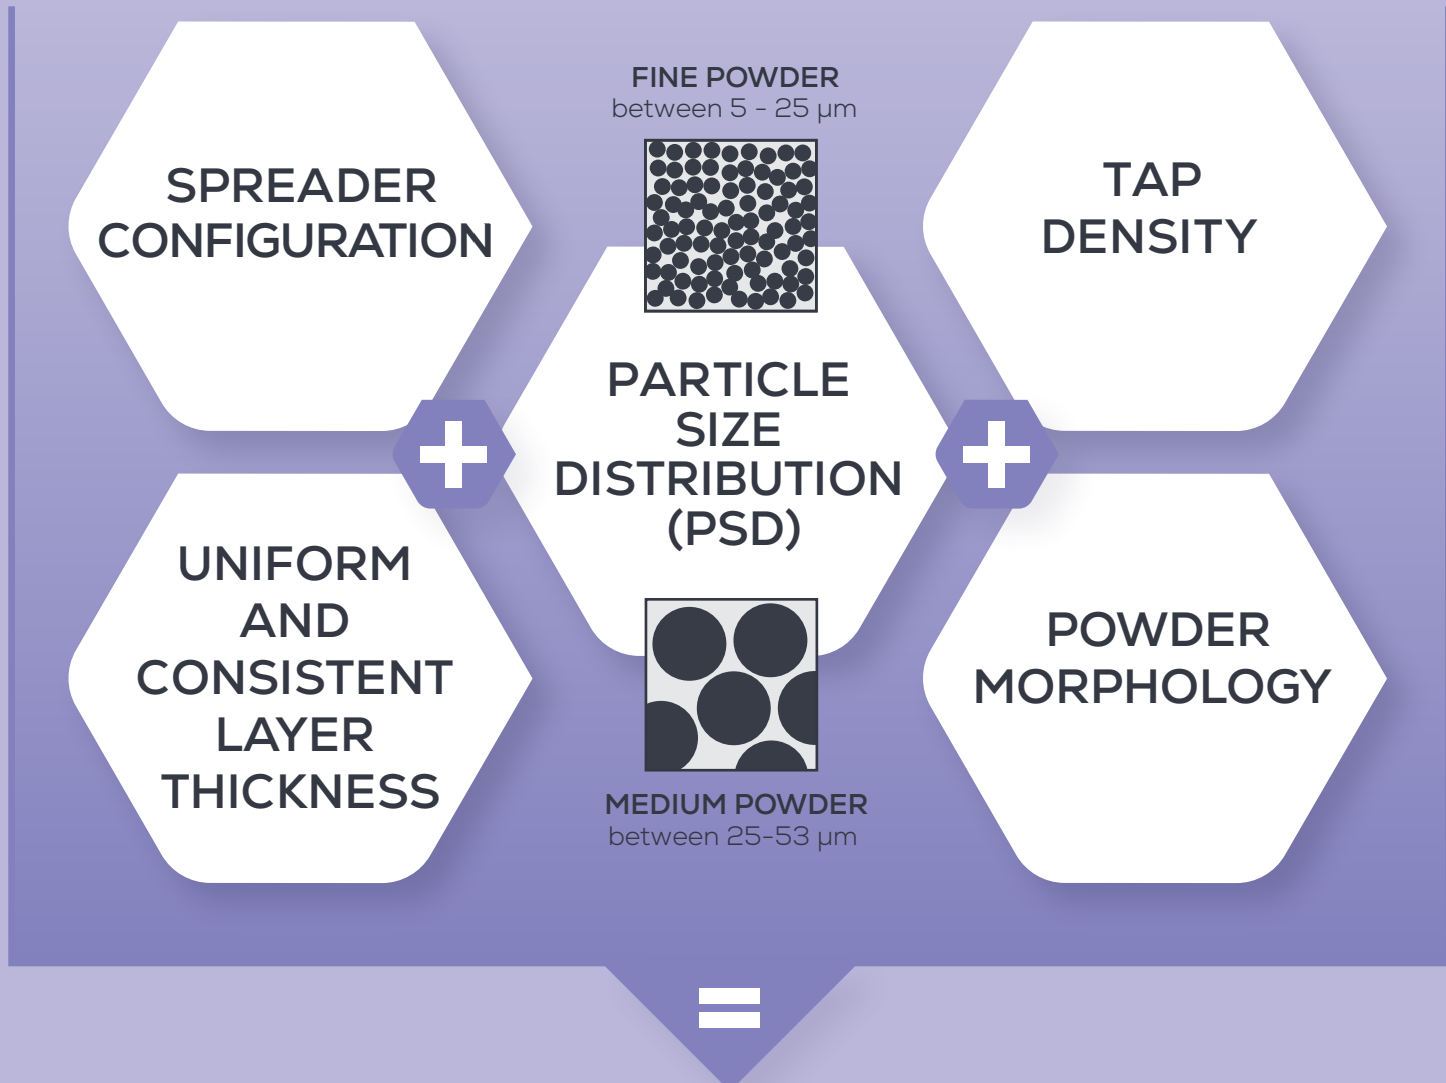 SPREADER
CONFIGURATION
UNIFORM
AND
CONSISTENT
LAYER
THICKNESS
FINE POWDER
between 5 - 25 µm
PARTICLE
SIZE
DISTRIBUTION
(PSD)
MEDIUM POWDER
between 25-53 µm
TAP
DENSITY
POWDER
MORPHOLOGY